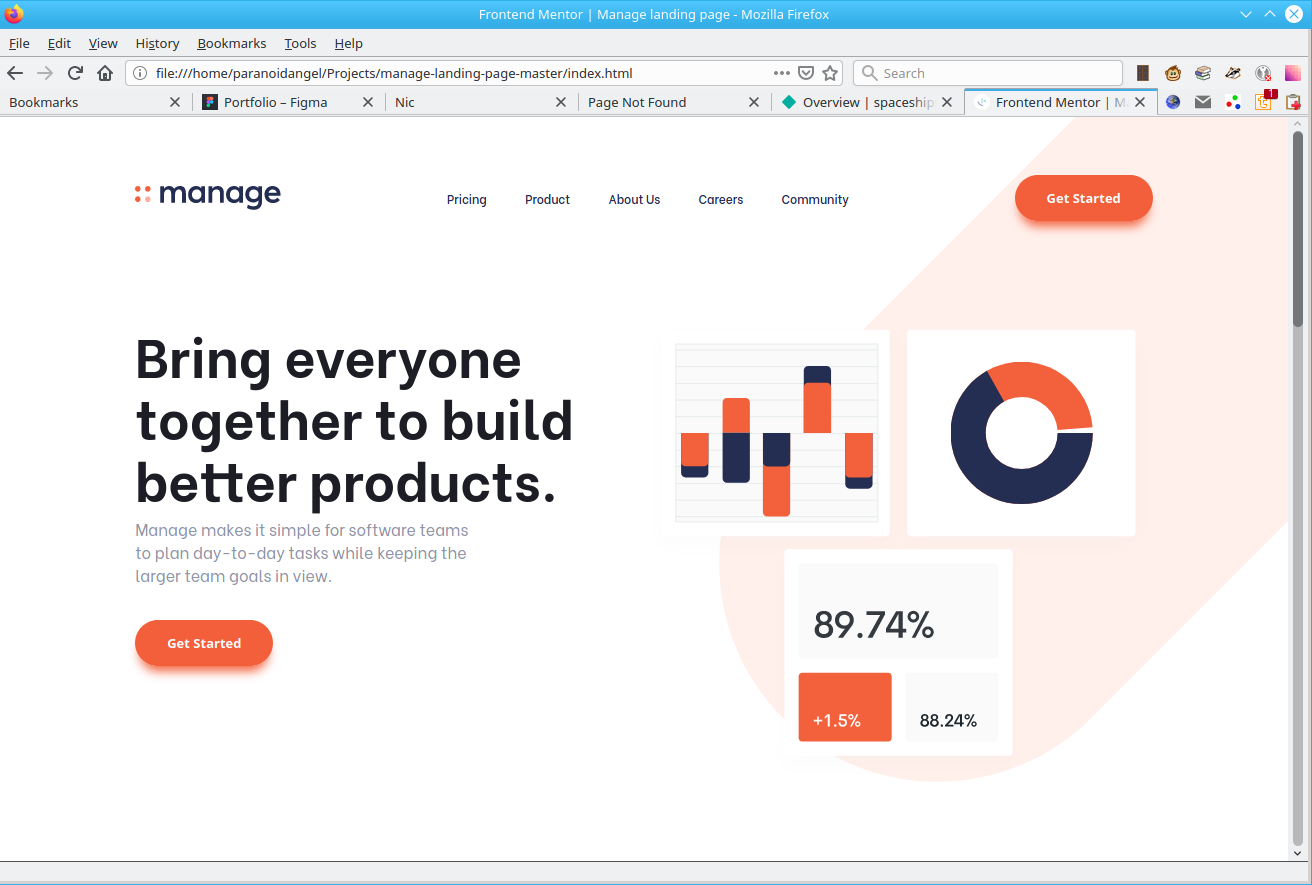 Frontend Mentor | Manage landing page - Mozilla Firefox
File Edit View History Bookmarks Tools Help
file:///home/paranoidangel/Projects/manage-landing-page-master/index.html Search
Bookmarks Portfolio – Figma Nic Page Not Found Overview | spaceship Frontend Mentor | M 1
manage Pricing Product About Us Careers Community Get Started
Bring everyone
together to build
better products.
Manage makes it simple for software teams
to plan day-to-day tasks while keeping the
larger team goals in view.
Get Started
89.74%
+1.5% 88.24%